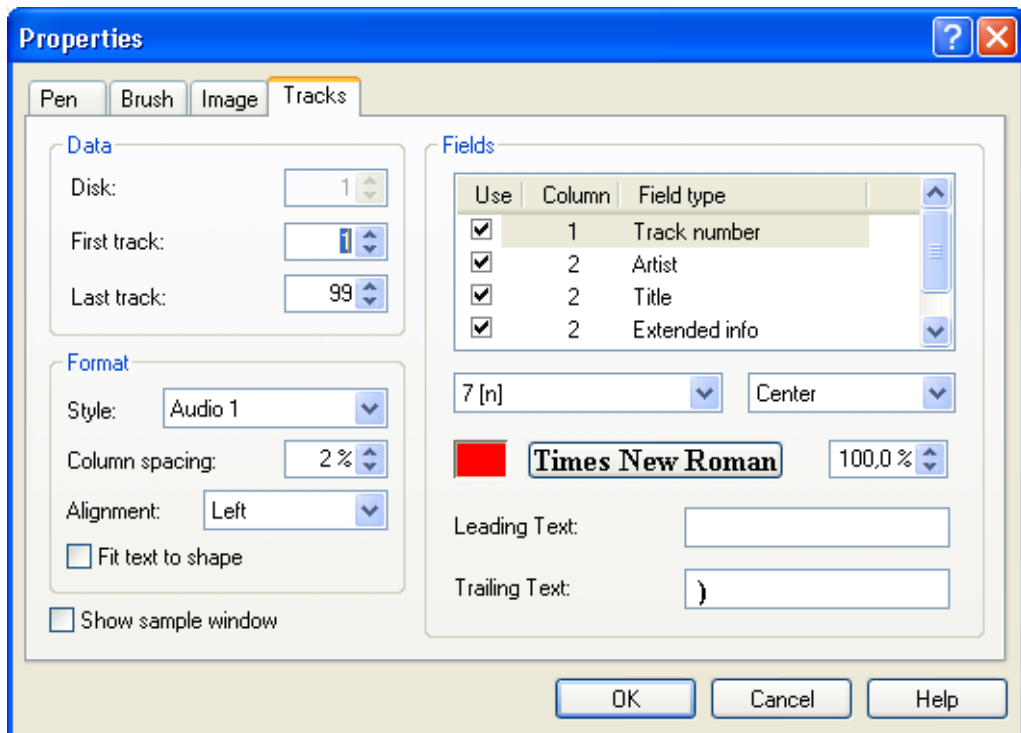 Properties
Pen Brush Image Tracks
Data
Disk: 1
First track: 1
Last track: 99
Format
Style: Audio 1
Column spacing: 2 %
Alignment: Left
Fit text to shape
Show sample window
Fields
Use Column Field type
1 Track number
2 Artist
2 Title
2 Extended info
7 [n] Center
Times New Roman 100,0 %
Leading Text:
Trailing Text: )
OK Cancel Help